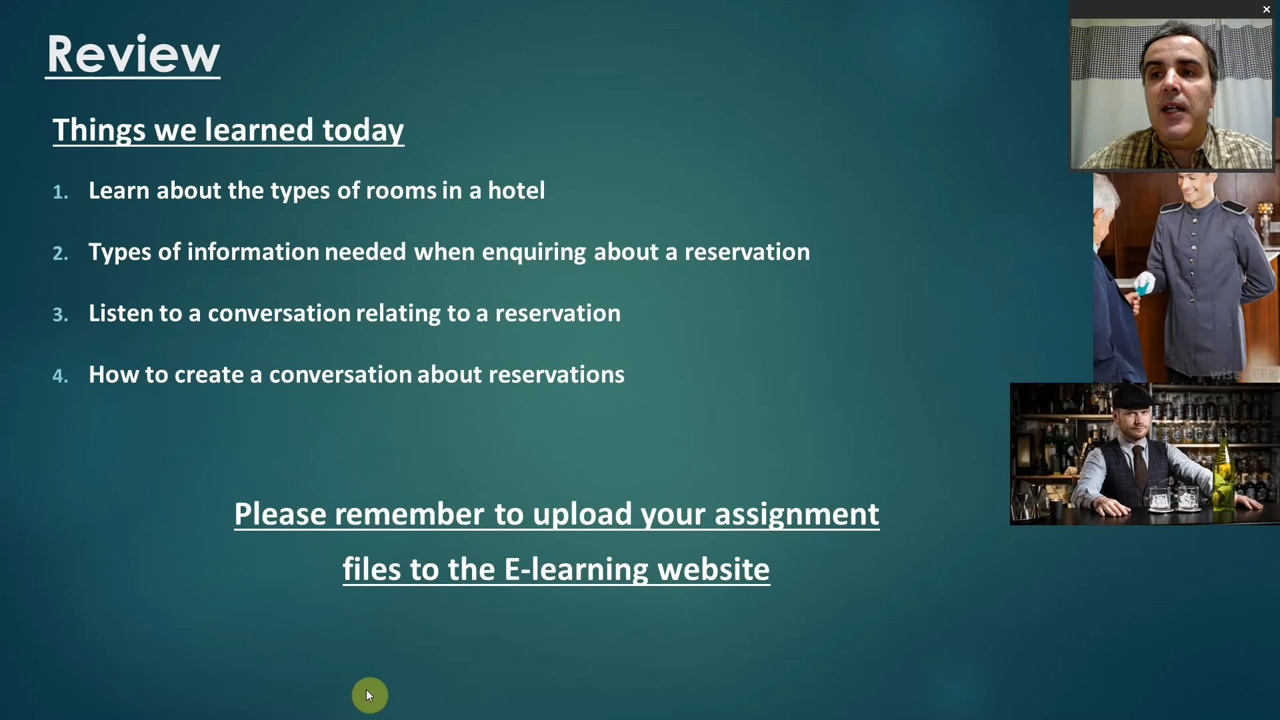 Review
Things we learned today
1. Learn about the types of rooms in a hotel
2. Types of information needed when enquiring about a reservation
3. Listen to a conversation relating to a reservation
4. How to create a conversation about reservations
Please remember to upload your assignment
files to the E-learning website